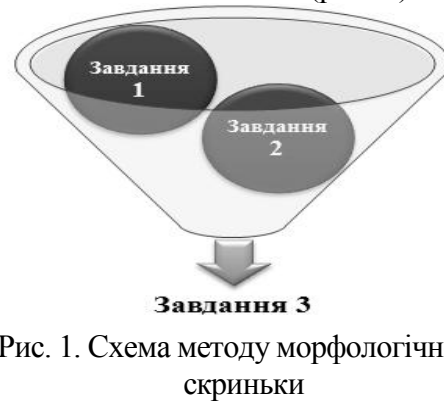 Завдання
1
Завдання
2
Завдання 3
Рис. 1. Схема методу морфологічн
скриньки